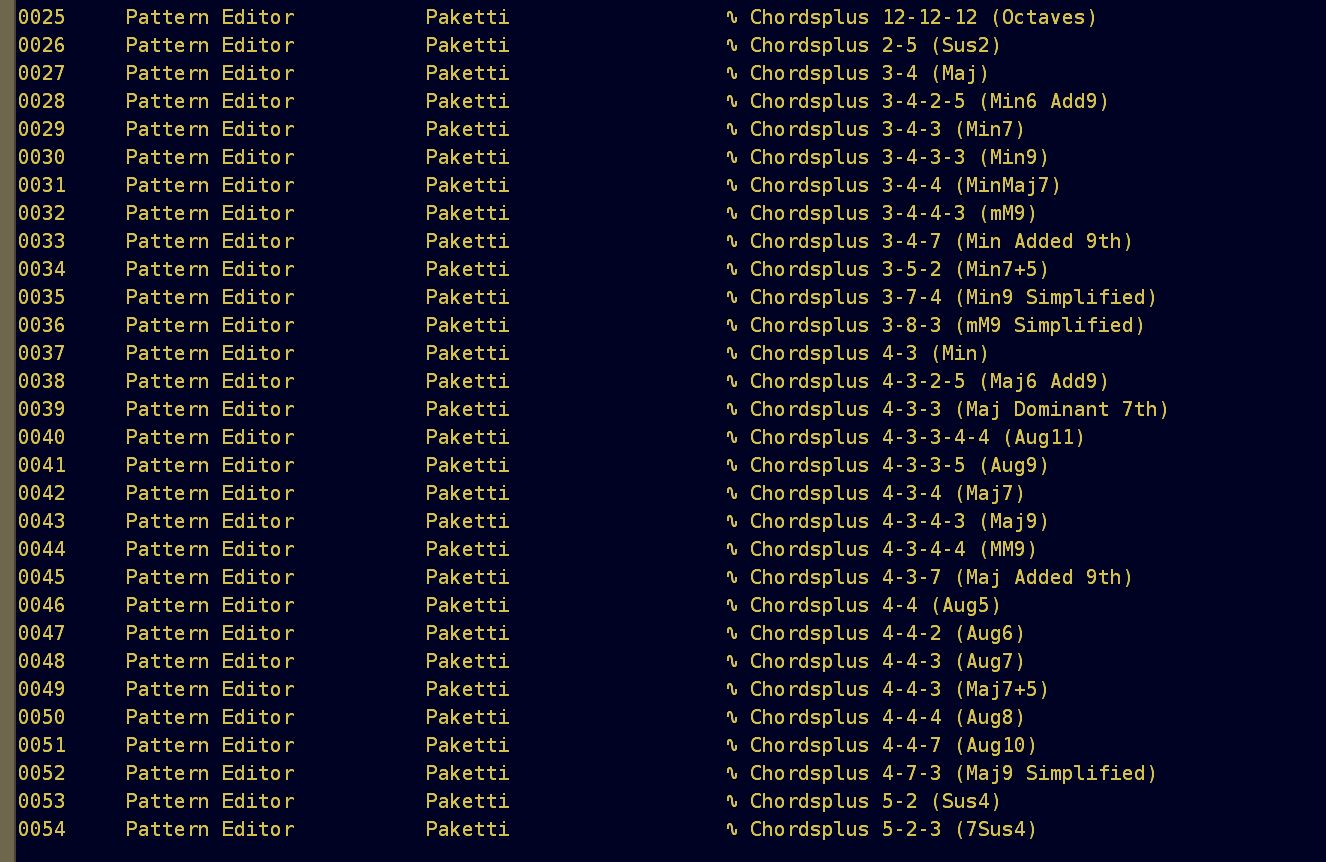 0025 Pattern Editor Paketti ∿ Chordsplus 12-12-12 (Octaves)
0026 Pattern Editor Paketti ∿ Chordsplus 2-5 (Sus2)
0027 Pattern Editor Paketti ∿ Chordsplus 3-4 (Maj)
0028 Pattern Editor Paketti ∿ Chordsplus 3-4-2-5 (Min6 Add9)
0029 Pattern Editor Paketti ∿ Chordsplus 3-4-3 (Min7)
0030 Pattern Editor Paketti ∿ Chordsplus 3-4-3-3 (Min9)
0031 Pattern Editor Paketti ∿ Chordsplus 3-4-4 (MinMaj7)
0032 Pattern Editor Paketti ∿ Chordsplus 3-4-4-3 (mM9)
0033 Pattern Editor Paketti ∿ Chordsplus 3-4-7 (Min Added 9th)
0034 Pattern Editor Paketti ∿ Chordsplus 3-5-2 (Min7+5)
0035 Pattern Editor Paketti ∿ Chordsplus 3-7-4 (Min9 Simplified)
0036 Pattern Editor Paketti ∿ Chordsplus 3-8-3 (mM9 Simplified)
0037 Pattern Editor Paketti ∿ Chordsplus 4-3 (Min)
0038 Pattern Editor Paketti ∿ Chordsplus 4-3-2-5 (Maj6 Add9)
0039 Pattern Editor Paketti ∿ Chordsplus 4-3-3 (Maj Dominant 7th)
0040 Pattern Editor Paketti ∿ Chordsplus 4-3-3-4-4 (Aug11)
0041 Pattern Editor Paketti ∿ Chordsplus 4-3-3-5 (Aug9)
0042 Pattern Editor Paketti ∿ Chordsplus 4-3-4 (Maj7)
0043 Pattern Editor Paketti ∿ Chordsplus 4-3-4-3 (Maj9)
0044 Pattern Editor Paketti ∿ Chordsplus 4-3-4-4 (MM9)
0045 Pattern Editor Paketti ∿ Chordsplus 4-3-7 (Maj Added 9th)
0046 Pattern Editor Paketti ∿ Chordsplus 4-4 (Aug5)
0047 Pattern Editor Paketti ∿ Chordsplus 4-4-2 (Aug6)
0048 Pattern Editor Paketti ∿ Chordsplus 4-4-3 (Aug7)
0049 Pattern Editor Paketti ∿ Chordsplus 4-4-3 (Maj7+5)
0050 Pattern Editor Paketti ∿ Chordsplus 4-4-4 (Aug8)
0051 Pattern Editor Paketti ∿ Chordsplus 4-4-7 (Aug10)
0052 Pattern Editor Paketti ∿ Chordsplus 4-7-3 (Maj9 Simplified)
0053 Pattern Editor Paketti ∿ Chordsplus 5-2 (Sus4)
0054 Pattern Editor Paketti ∿ Chordsplus 5-2-3 (7Sus4)